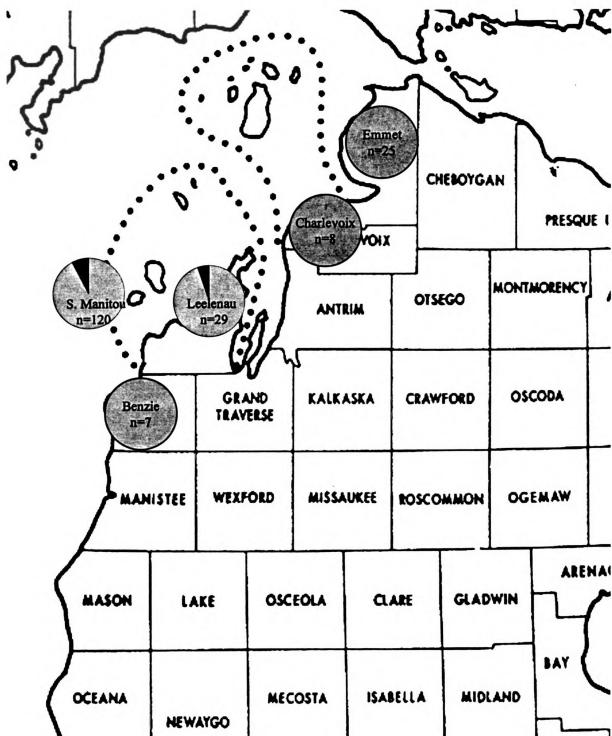 Emmet
n=25
CHEBOYGAN
PRESQUE I
Charlevoix
n=8
VOIX
S. Manitou
n=120
Leelenau
n=29
ANTRIM
OTSEGO
MONTMORENCY
Benzie
n=7
GRAND
TRAVERSE
KALKASKA
CRAWFORD
OSCODA
MANISTEE
WEXFORD
MISSAUKEE
ROSCOMMON
OGEMAW
MASON
LAKE
OSCEOLA
CLARE
GLADWIN
ARENAC
BAY
OCEANA
NEWAYGO
MECOSTA
ISABELLA
MIDLAND